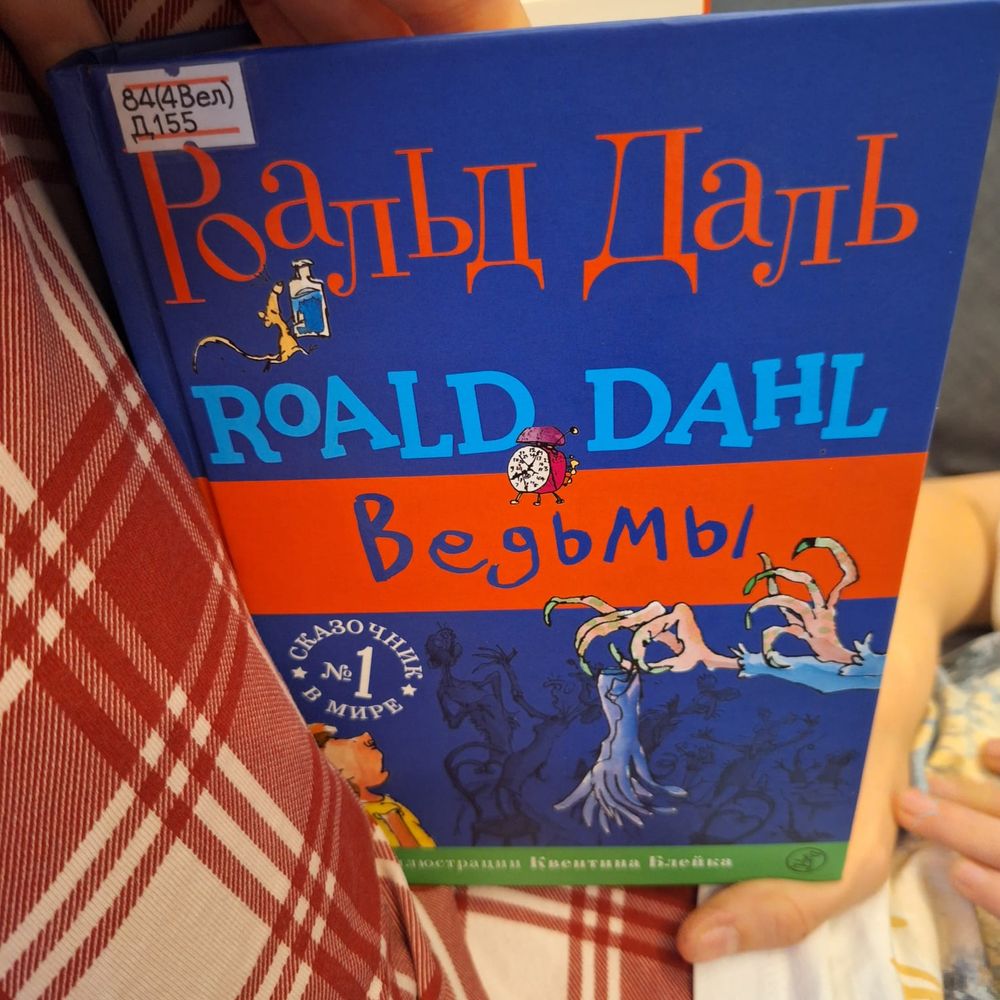 84(4Вел)
Д155
Роальд Даль
ROALD DAHL
Ведьмы
СКАЗОЧНИК
№1
В МИРЕ
Квентина Блейка